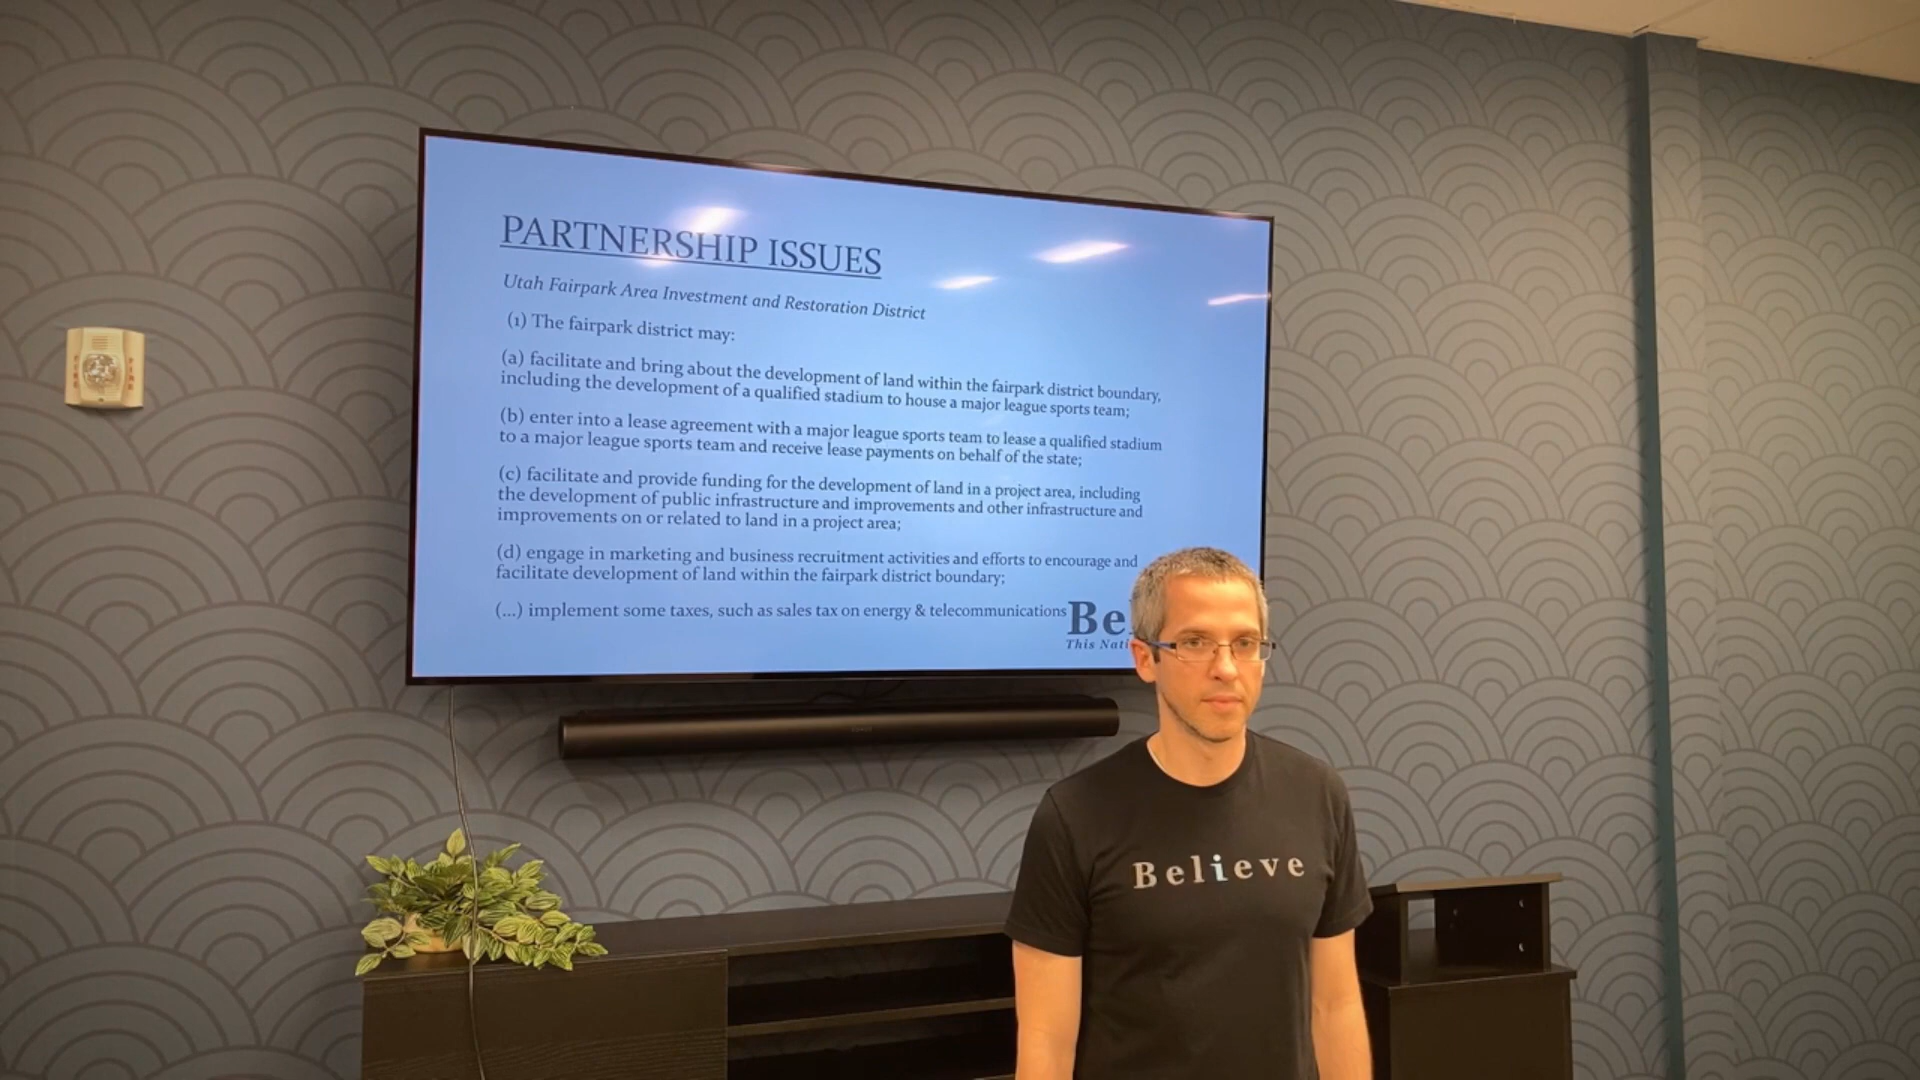 PARTNERSHIP ISSUES
Utah Fairpark Area Investment and Restoration District
(1) The fairpark district may:
(a) facilitate and bring about the development of land within the fairpark district boundary,
including the development of a qualified stadium to house a major league sports team;
(b) enter into a lease agreement with a major league sports team to lease a qualified stadium
to a major league sports team and receive lease payments on behalf of the state;
(c) facilitate and provide funding for the development of land in a project area, including
the development of public infrastructure and improvements and other infrastructure and
improvements on or related to land in a project area;
(d) engage in marketing and business recruitment activities and efforts to encourage and
facilitate development of land within the fairpark district boundary;
(...) implement some taxes, such as sales tax on energy & telecommunications
Be
This Nati
FIRE
FIRE
Believe